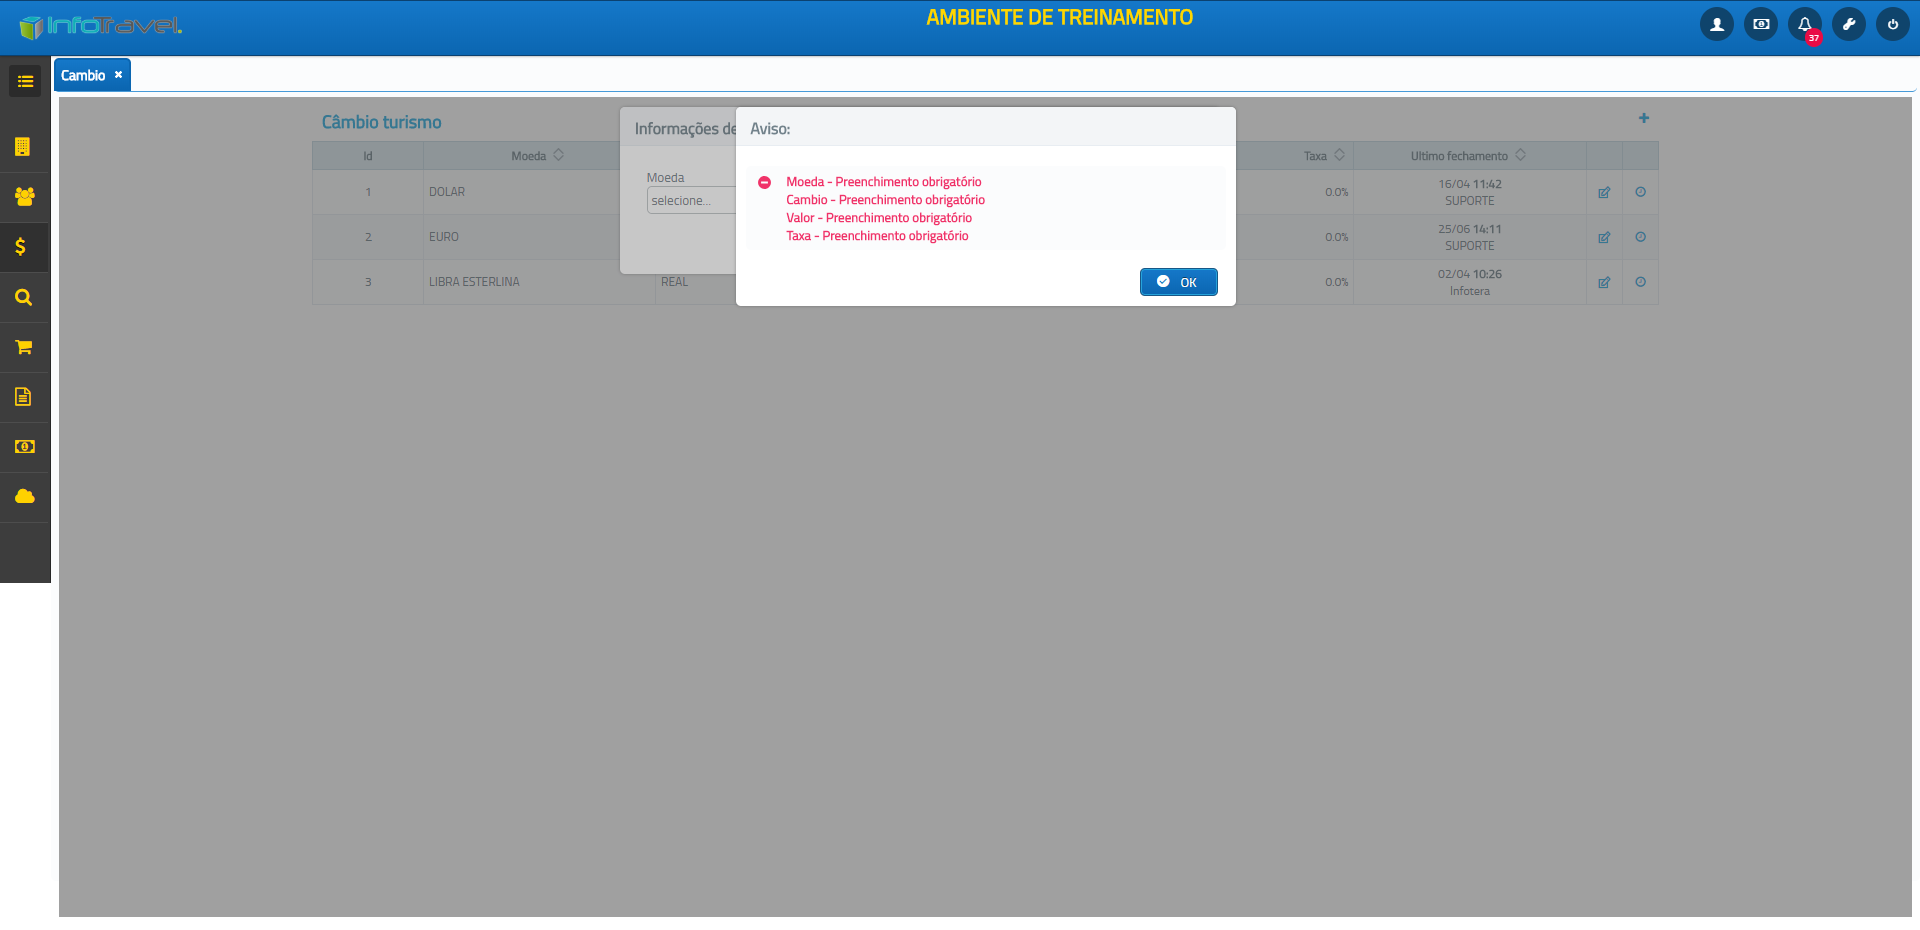 InfoTravel.
AMBIENTE DE TREINAMENTO
37
Cambio
Câmbio turismo
Informações de
Aviso:
Id
Moeda
Taxa
Ultimo fechamento
Moeda
selecione...
Moeda - Preenchimento obrigatório
Cambio - Preenchimento obrigatório
Valor - Preenchimento obrigatório
Taxa - Preenchimento obrigatório
OK
1
DOLAR
0.0%
16/04 11:42
SUPORTE
2
EURO
0.0%
25/06 14:11
SUPORTE
3
LIBRA ESTERLINA
REAL
0.0%
02/04 10:26
Infotera